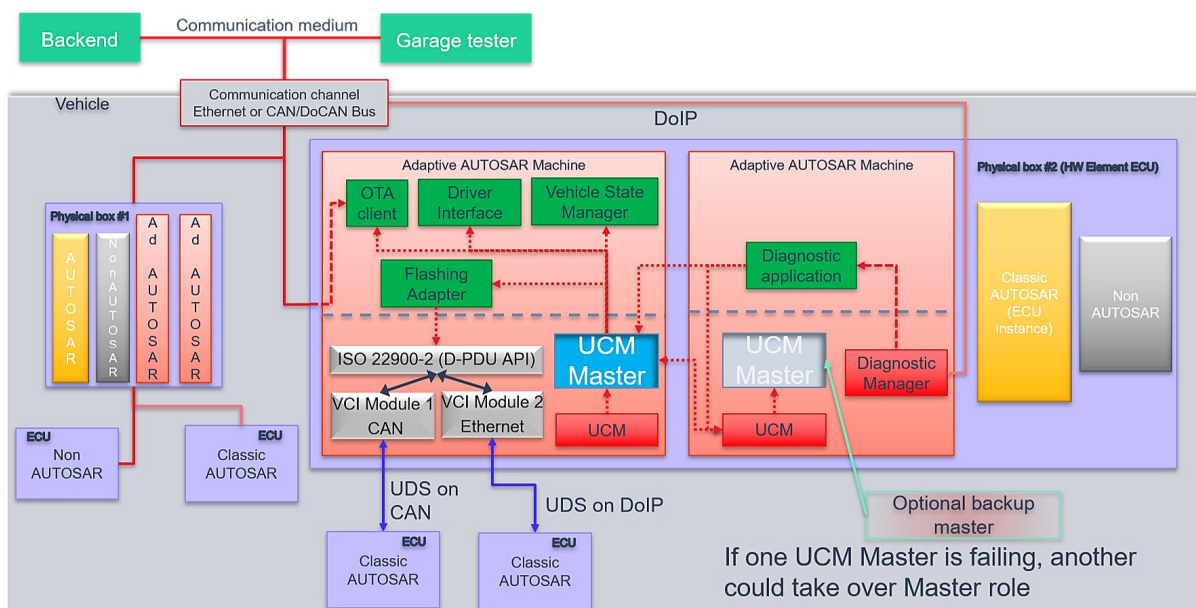 Backend
Communication medium
Garage tester
Vehicle
Communication channel
Ethernet or CAN/DoCAN Bus
DoIP
Physical box #1
AUTOSAR
NonAUTOSAR
Ad AUTOSAR
Ad AUTOSAR
Adaptive AUTOSAR Machine
OTA
client
Driver
Interface
Vehicle State
Manager
Flashing
Adapter
ISO 22900-2 (D-PDU API)
VCI Module 1
CAN
VCI Module 2
Ethernet
UCM
Master
UCM
Adaptive AUTOSAR Machine
Diagnostic
application
UCM
Master
Diagnostic
Manager
UCM
Physical box #2 (HW Element ECU)
Classic
AUTOSAR
(ECU
instance)
Non
AUTOSAR
ECU
Non
AUTOSAR
ECU
Classic
AUTOSAR
UDS on
CAN
UDS on DoIP
ECU
Classic
AUTOSAR
ECU
Classic
AUTOSAR
Optional backup
master
If one UCM Master is failing, another
could take over Master role